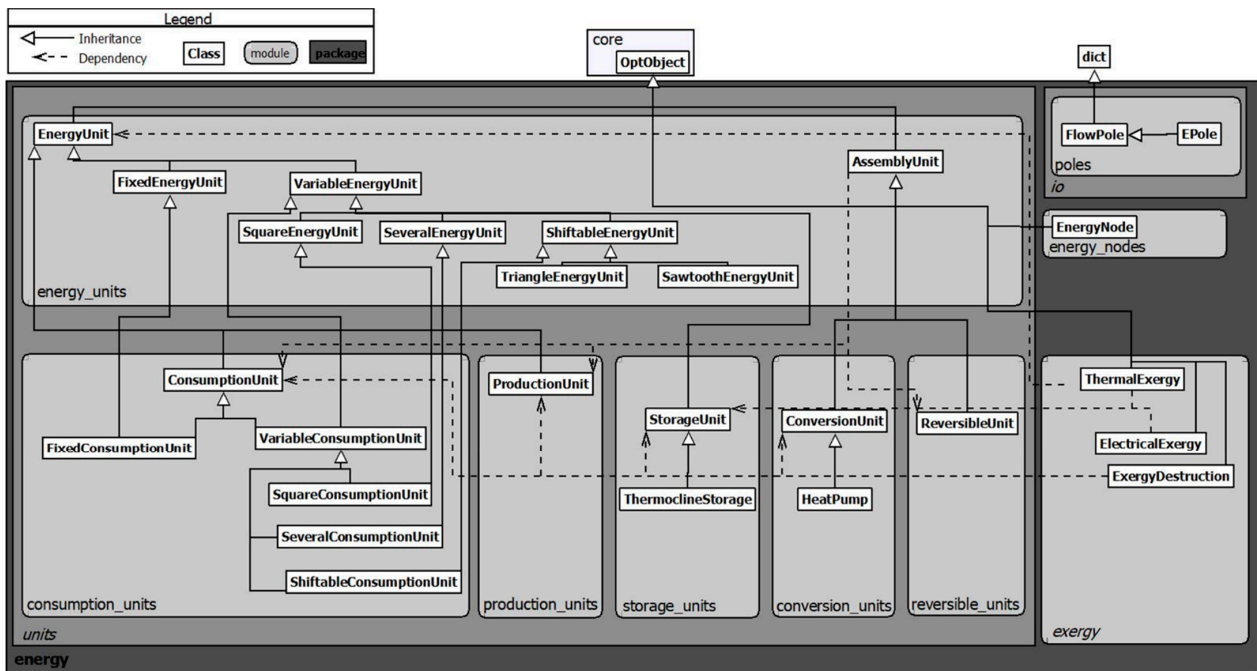 Legend
Inheritance
Dependency
Class
module
package
core
OptObject
dict
EnergyUnit
FlowPole
EPole
poles
io
AssemblyUnit
FixedEnergyUnit
VariableEnergyUnit
SquareEnergyUnit
SeveralEnergyUnit
ShiftableEnergyUnit
EnergyNode
energy_nodes
TriangleEnergyUnit
SawtoothEnergyUnit
energy_units
ConsumptionUnit
ProductionUnit
ThermalExergy
StorageUnit
ConversionUnit
ReversibleUnit
FixedConsumptionUnit
VariableConsumptionUnit
ElectricalExergy
ExergyDestruction
SquareConsumptionUnit
ThermoclineStorage
HeatPump
SeveralConsumptionUnit
ShiftableConsumptionUnit
consumption_units
production_units
storage_units
conversion_units
reversible_units
units
exergy
energy